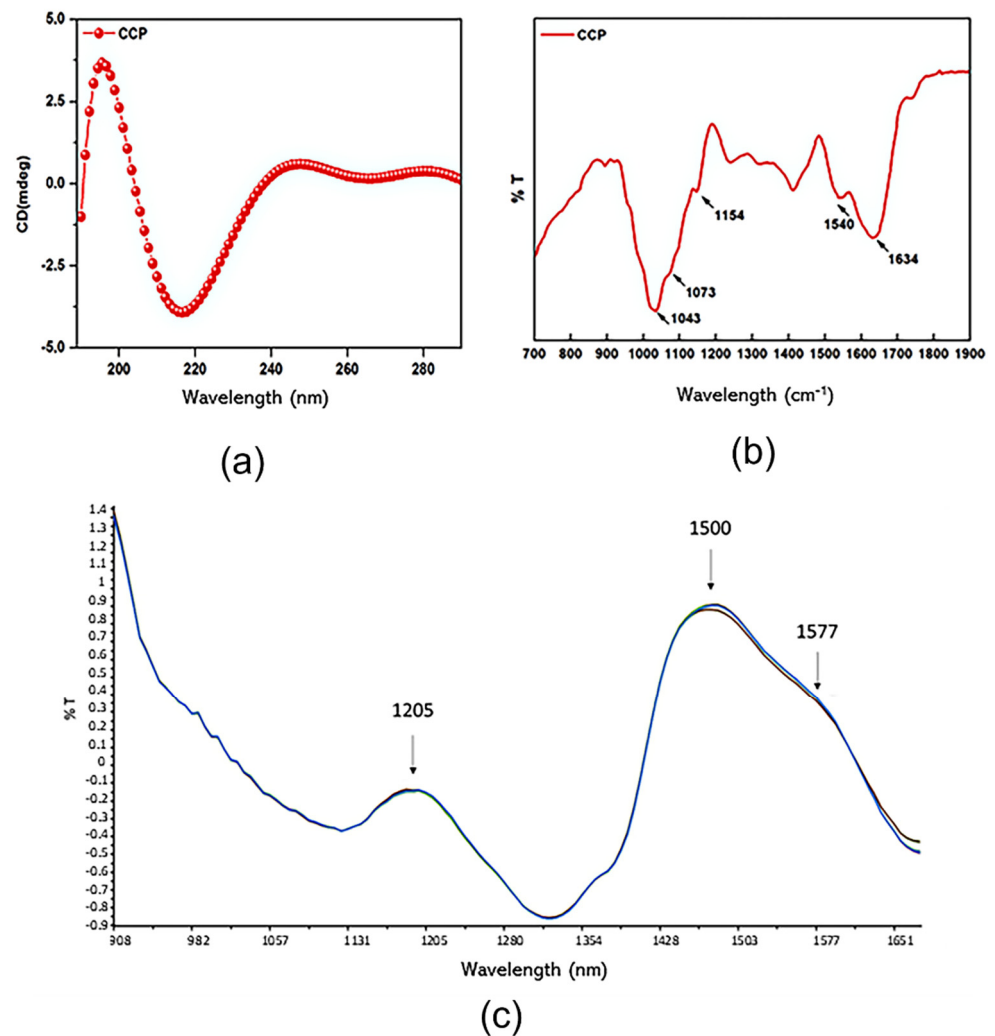 5.0
2.5
0.0
-2.5
-5.0
CD(mdog)
CCP
200 220 240 260 280
Wavelength (nm)
(a)
% T
CCP
1154
1073
1043
1540
1634
700 800 900 1000 1100 1200 1300 1400 1500 1600 1700 1800 1900
Wavelength (cm⁻¹)
(b)
1.4
1.3
1.2
1.1
1
0.9
0.8
0.7
0.6
0.5
0.4
0.3
0.2
0.1
0
-0.1
-0.2
-0.3
-0.4
-0.5
-0.6
-0.7
-0.8
-0.9
% T
1205
1500
1577
908 982 1057 1131 1205 1280 1354 1428 1503 1577 1651
Wavelength (nm)
(c)